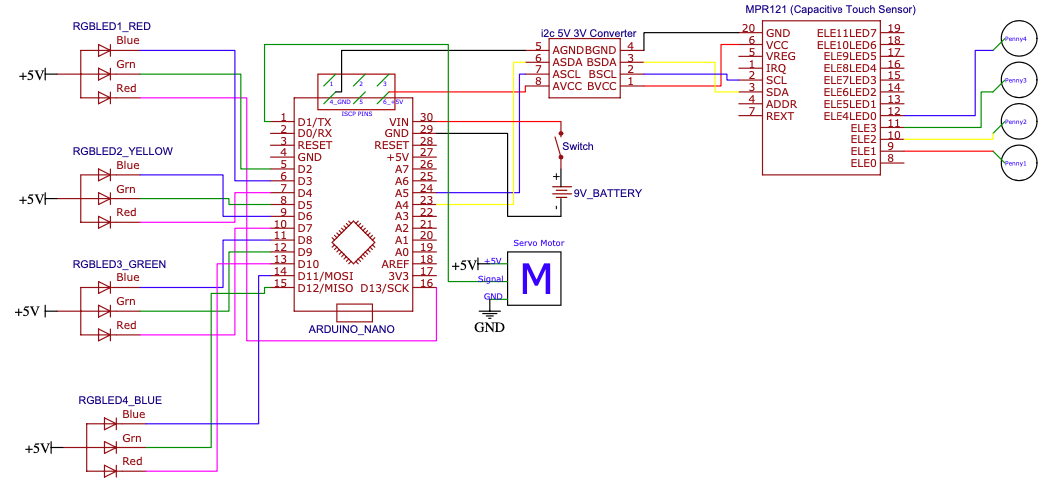 MPR121 (Capacitive Touch Sensor)
RGBLED1_RED
Blue
+5V
Grn
Red
i2c 5V 3V Converter
5 AGND BGND 4
6 ASDA BSDA 3
7 ASCL BSCL 2
8 AVCC BVCC 1
20 GND ELE11LED7 19
6 VCC ELE10LED6 18
5 VREG ELE9LED5 17
1 IRQ ELE8LED4 16
2 SCL ELE7LED3 15
3 SDA ELE6LED2 14
4 ADDR ELE5LED1 13
7 REXT ELE4LED0 12
ELE3 11
ELE2 10
ELE1 9
ELE0 8
Penny4
Penny3
Penny2
Penny1
1 2 3
4_GND 5 6_+5V
ISCP PINS
1 D1/TX VIN 30
2 D0/RX GND 29
3 RESET RESET 28
4 GND +5V 27
5 D2 A7 26
6 D3 A6 25
7 D4 A5 24
8 D5 A4 23
9 D6 A3 22
10 D7 A2 21
11 D8 A1 20
12 D9 A0 19
13 D10 AREF 18
14 D11/MOSI 3V3 17
15 D12/MISO D13/SCK 16
ARDUINO_NANO
Switch
+
9V_BATTERY
-
RGBLED2_YELLOW
Blue
+5V
Grn
Red
Servo Motor
+5V
+5V
Signal
GND
M
GND
RGBLED3_GREEN
Blue
+5V
Grn
Red
RGBLED4_BLUE
Blue
+5V
Grn
Red